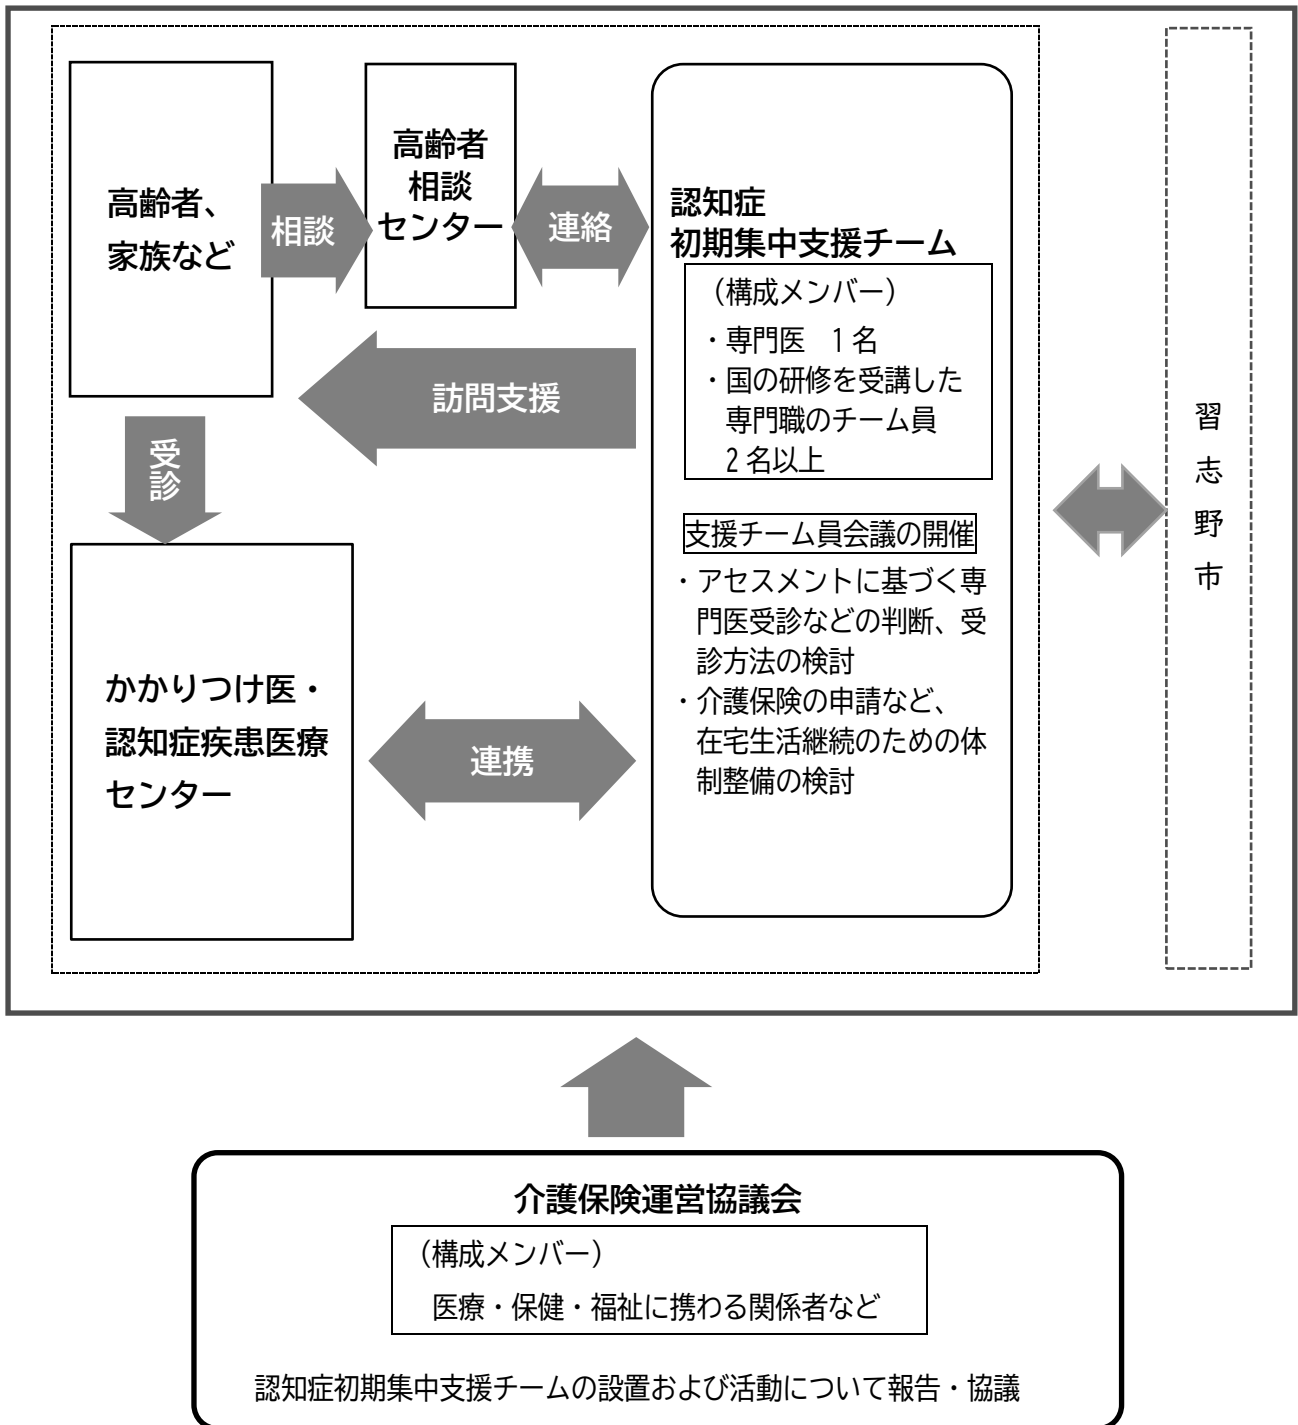 高齢者、
家族など
相談
高齢者
相談
センター
連絡
認知症
初期集中支援チーム
（構成メンバー）
・専門医　1名
・国の研修を受講した
専門職のチーム員
2名以上
訪問支援
受診
支援チーム員会議の開催
・アセスメントに基づく専
門医受診などの判断、受
診方法の検討
・介護保険の申請など、
在宅生活継続のための体
制整備の検討
かかりつけ医・
認知症疾患医療
センター
連携
習志野市
介護保険運営協議会
（構成メンバー）
医療・保健・福祉に携わる関係者など
認知症初期集中支援チームの設置および活動について報告・協議